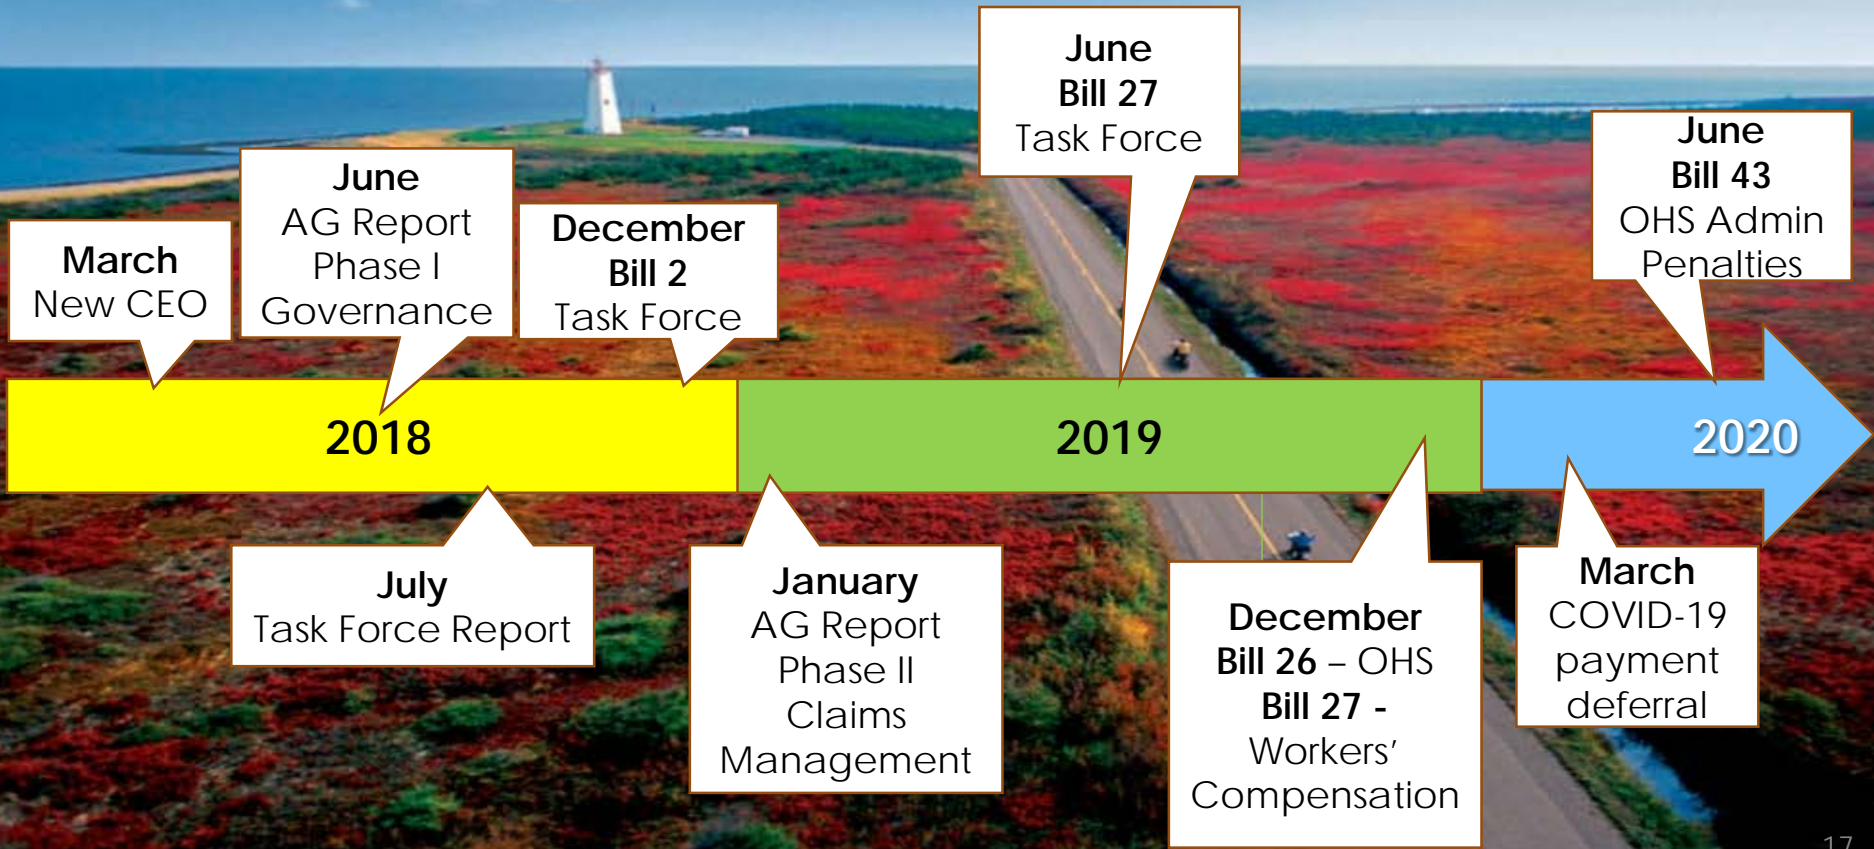 June
Bill 27
Task Force
June
Bill 43
OHS Admin
Penalties
June
AG Report
Phase I
Governance
December
Bill 2
Task Force
March
New CEO
2018
2019
2020
July
Task Force Report
January
AG Report
Phase II
Claims
Management
December
Bill 26 – OHS
Bill 27 -
Workers’
Compensation
March
COVID-19
payment
deferral
17